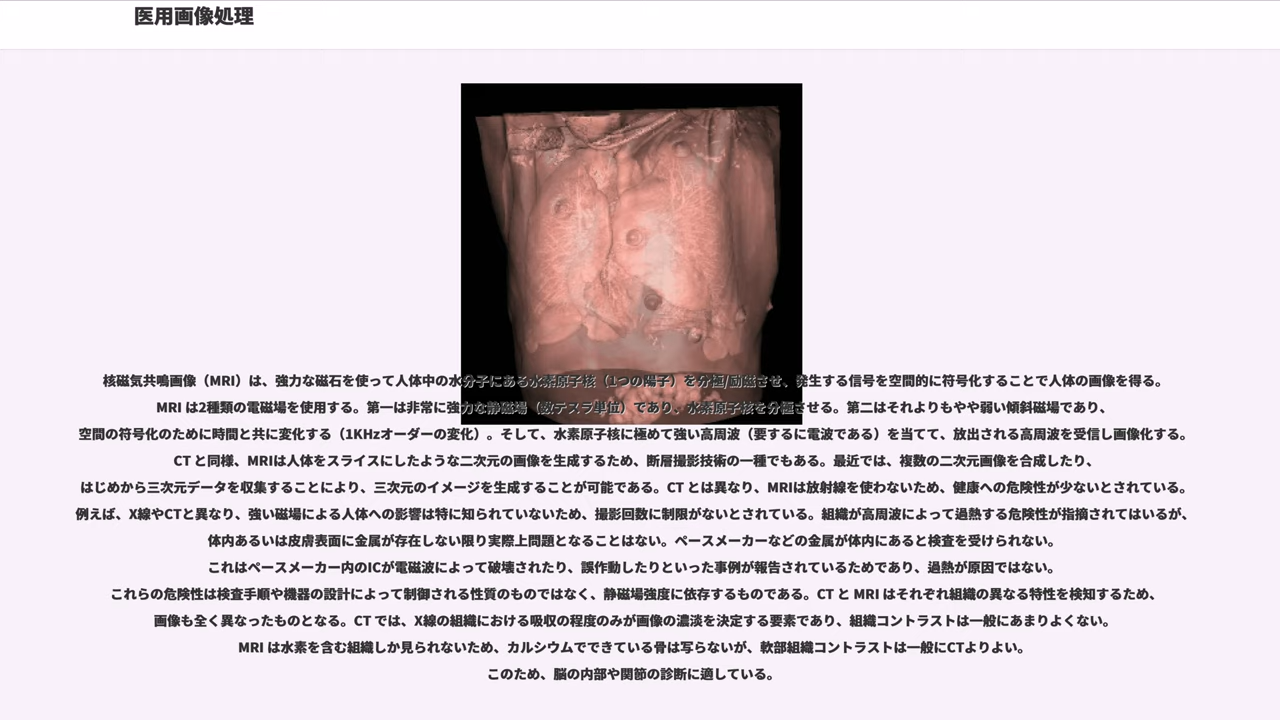 医用画像処理
核磁気共鳴画像（MRI）は、強力な磁石を使って人体中の水分子にある水素原子核（1つの陽子）を分極/励磁させ、発生する信号を空間的に符号化することで人体の画像を得る。
MRI は2種類の電磁場を使用する。第一は非常に強力な静磁場（数テスラ単位）であり、水素原子核を分極させる。第二はそれよりもやや弱い傾斜磁場であり、
空間の符号化のために時間と共に変化する（1KHzオーダーの変化）。そして、水素原子核に極めて強い高周波（要するに電波である）を当てて、放出される高周波を受信し画像化する。
CT と同様、MRIは人体をスライスにしたような二次元の画像を生成するため、断層撮影技術の一種でもある。最近では、複数の二次元画像を合成したり、
はじめから三次元データを収集することにより、三次元のイメージを生成することが可能である。CT とは異なり、MRIは放射線を使わないため、健康への危険性が少ないとされている。
例えば、X線やCTと異なり、強い磁場による人体への影響は特に知られていないため、撮影回数に制限がないとされている。組織が高周波によって過熱する危険性が指摘されてはいるが、
体内あるいは皮膚表面に金属が存在しない限り実際上問題となることはない。ペースメーカーなどの金属が体内にあると検査を受けられない。
これはペースメーカー内のICが電磁波によって破壊されたり、誤作動したりといった事例が報告されているためであり、過熱が原因ではない。
これらの危険性は検査手順や機器の設計によって制御される性質のものではなく、静磁場強度に依存するものである。CT と MRI はそれぞれ組織の異なる特性を検知するため、
画像も全く異なったものとなる。CT では、X線の組織における吸収の程度のみが画像の濃淡を決定する要素であり、組織コントラストは一般にあまりよくない。
MRI は水素を含む組織しか見られないため、カルシウムでできている骨は写らないが、軟部組織コントラストは一般にCTよりよい。
このため、脳の内部や関節の診断に適している。